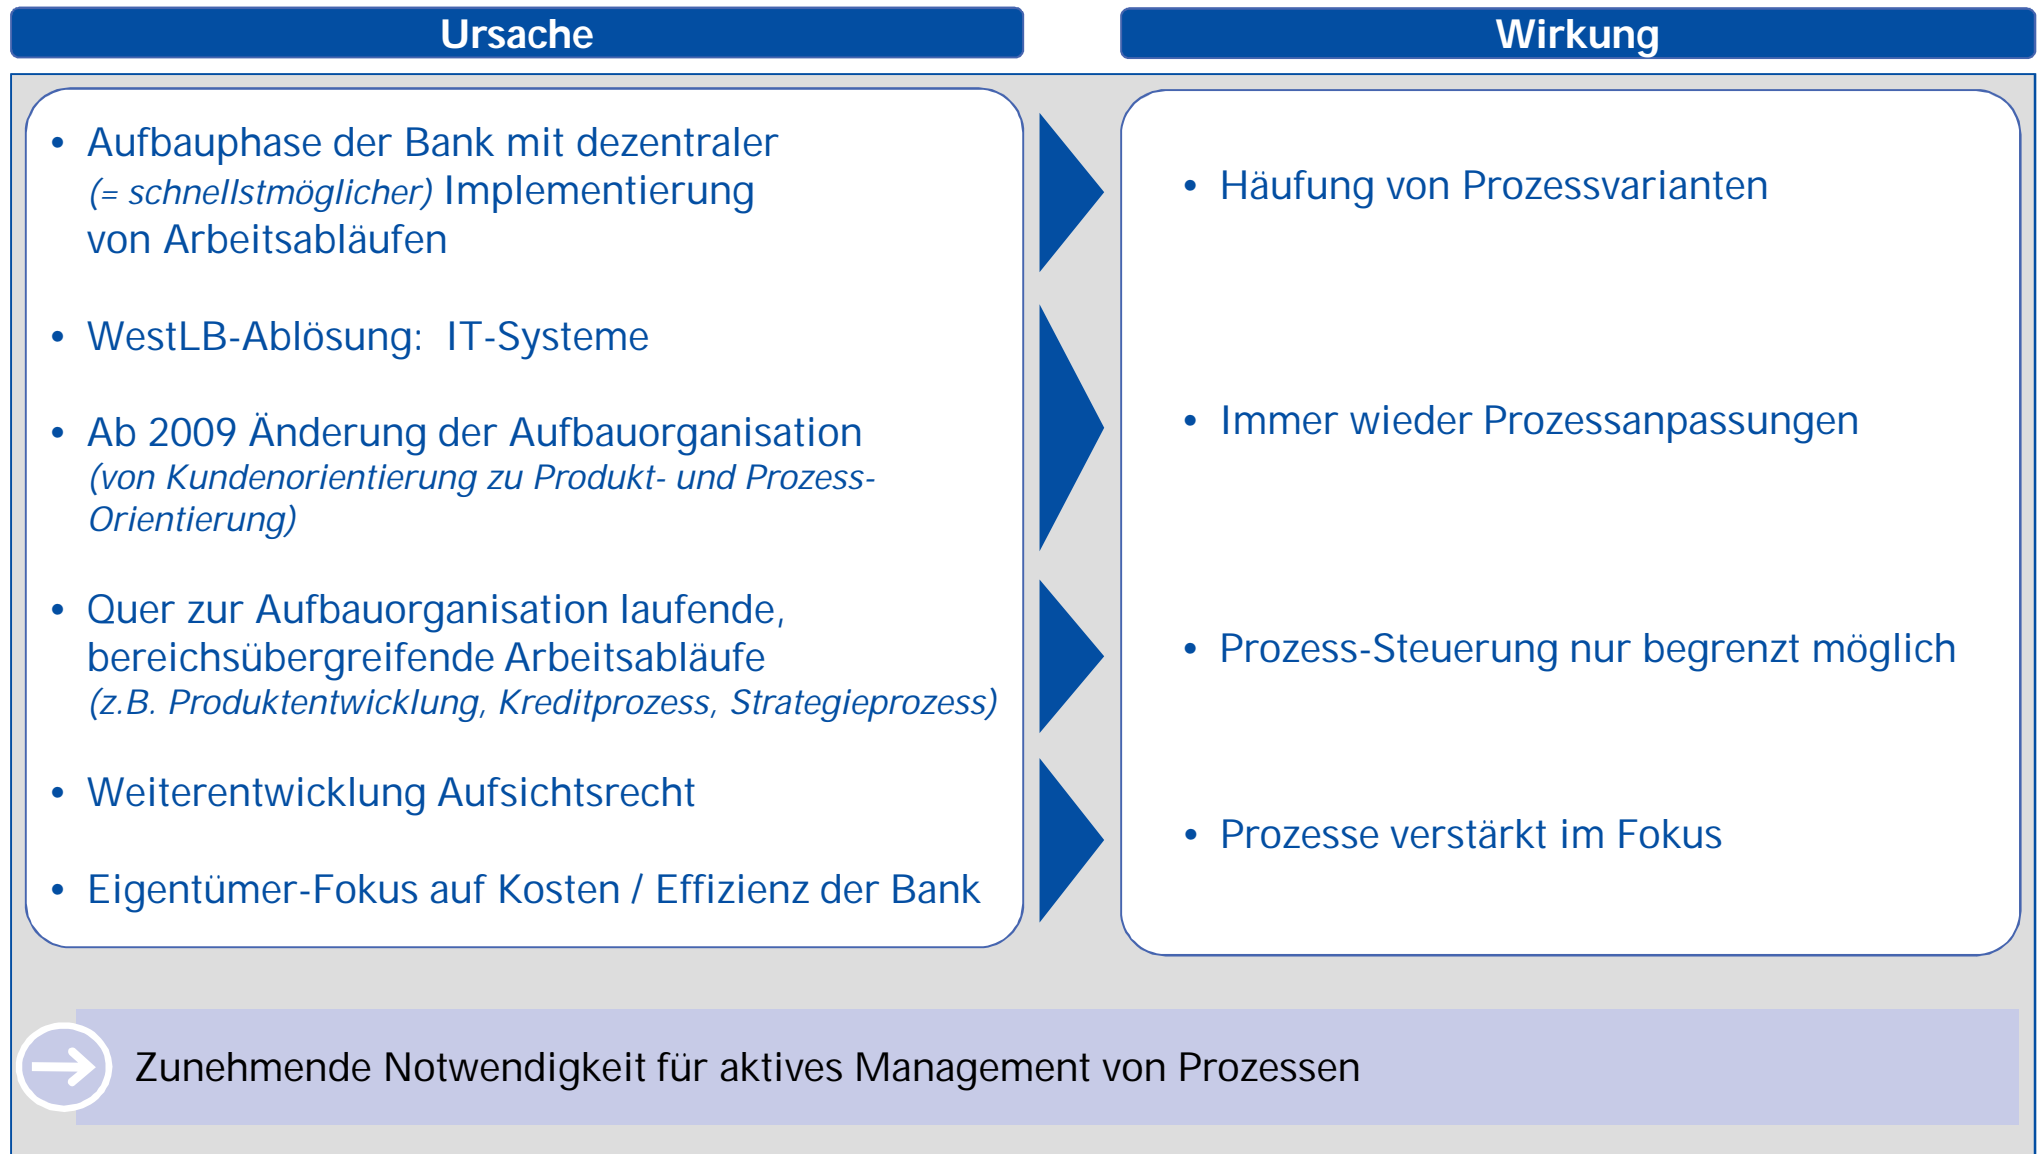 Ursache
• Aufbauphase der Bank mit dezentraler
(= schnellstmöglicher) Implementierung
von Arbeitsabläufen
• WestLB-Ablösung: IT-Systeme
• Ab 2009 Änderung der Aufbauorganisation
(von Kundenorientierung zu Produkt- und Prozess-
Orientierung)
• Quer zur Aufbauorganisation laufende,
bereichsübergreifende Arbeitsabläufe
(z.B. Produktentwicklung, Kreditprozess, Strategieprozess)
• Weiterentwicklung Aufsichtsrecht
• Eigentümer-Fokus auf Kosten / Effizienz der Bank
Wirkung
• Häufung von Prozessvarianten
• Immer wieder Prozessanpassungen
• Prozess-Steuerung nur begrenzt möglich
• Prozesse verstärkt im Fokus
Zunehmende Notwendigkeit für aktives Management von Prozessen